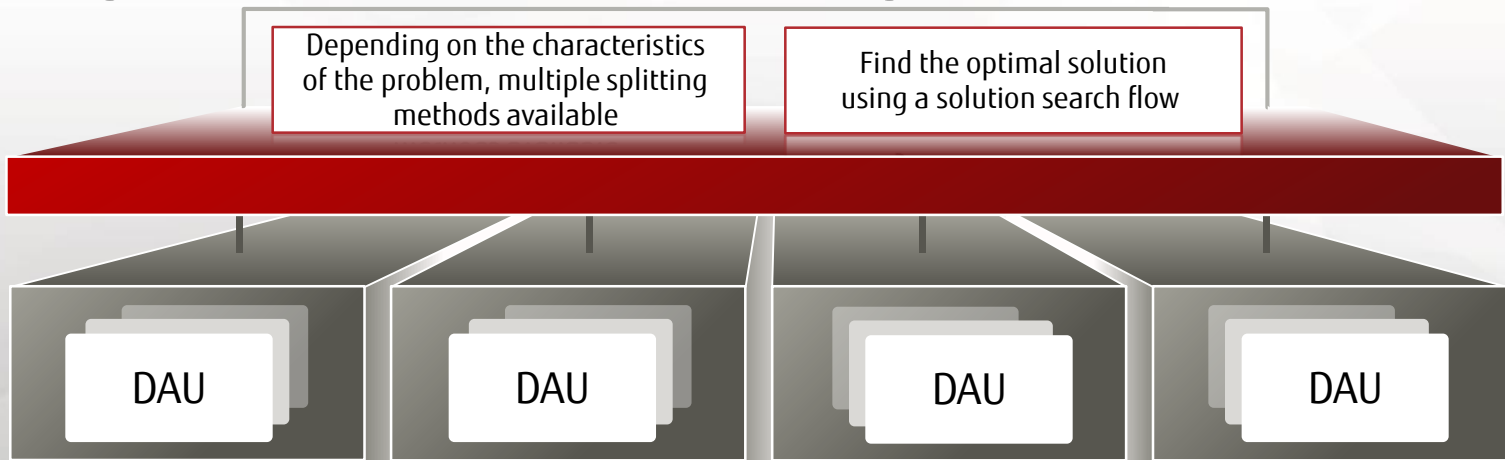 Depending on the characteristics
of the problem, multiple splitting
methods available
Find the optimal solution
using a solution search flow
DAU
DAU
DAU
DAU